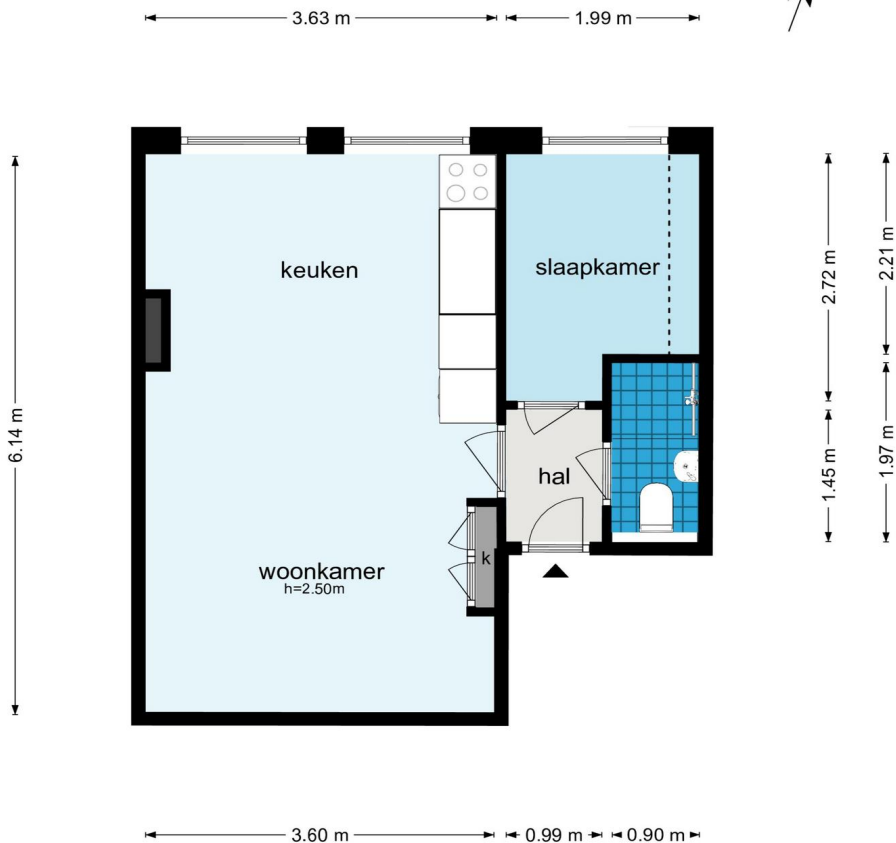 3.63 m
1.99 m
keuken
slaapkamer
2.72 m
2.21 m
6.14 m
1.45 m
1.97 m
hal
k
woonkamer
h=2.50m
3.60 m
0.99 m
0.90 m